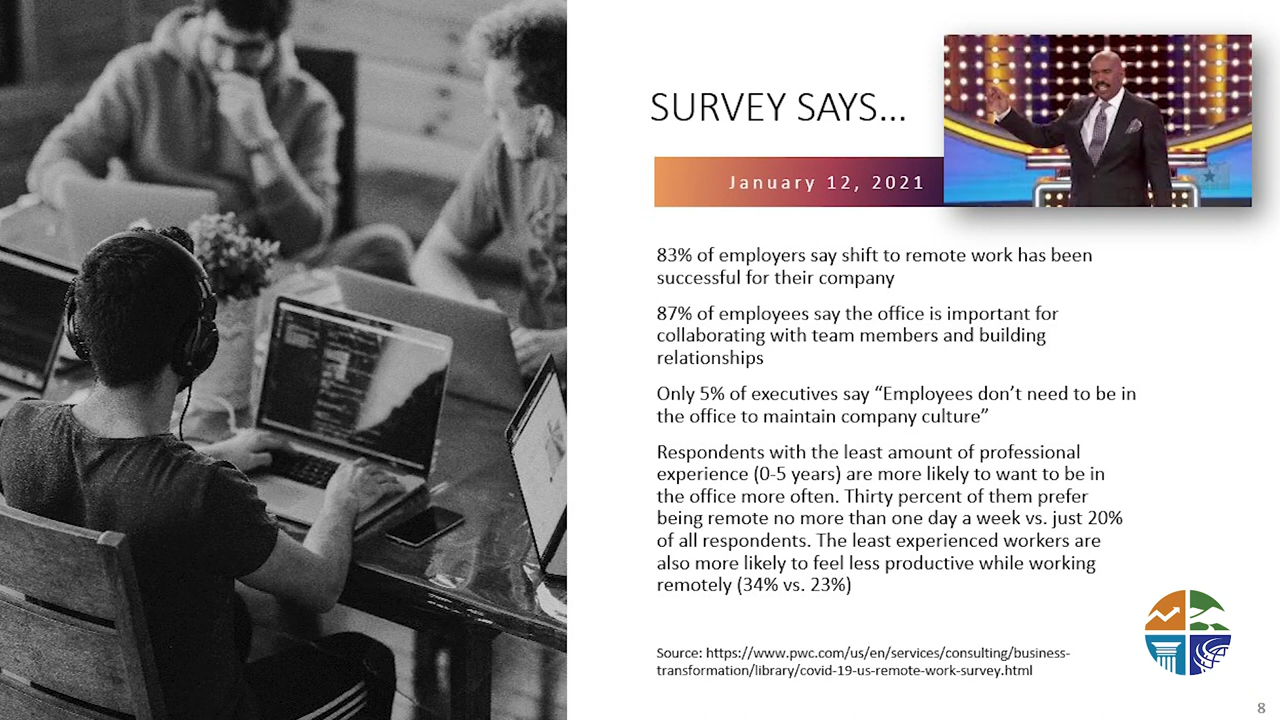 SURVEY SAYS…
January 12, 2021
83% of employers say shift to remote work has been
successful for their company
87% of employees say the office is important for
collaborating with team members and building
relationships
Only 5% of executives say “Employees don’t need to be in
the office to maintain company culture”
Respondents with the least amount of professional
experience (0-5 years) are more likely to want to be in
the office more often. Thirty percent of them prefer
being remote no more than one day a week vs. just 20%
of all respondents. The least experienced workers are
also more likely to feel less productive while working
remotely (34% vs. 23%)
Source: https://www.pwc.com/us/en/services/consulting/business-
transformation/library/covid-19-us-remote-work-survey.html
8